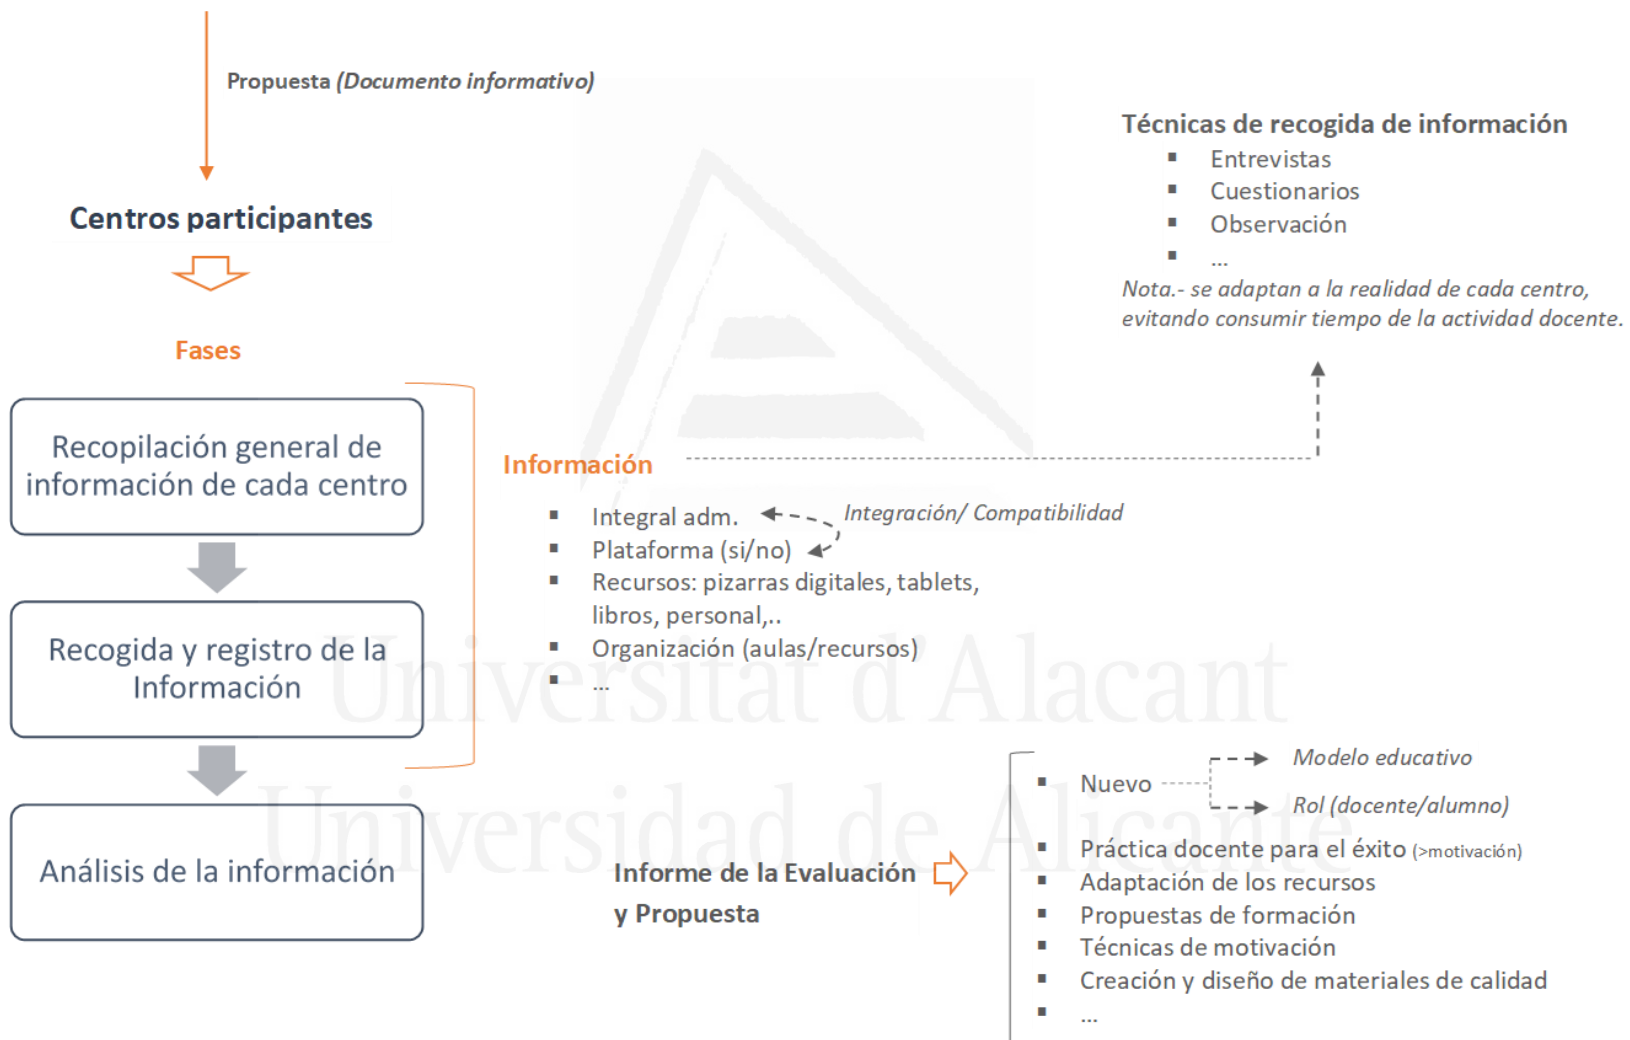 Propuesta (Documento informativo)
Centros participantes
Fases
Recopilación general de
información de cada centro
Recogida y registro de la
Información
Análisis de la información
Técnicas de recogida de información
▪ Entrevistas
▪ Cuestionarios
▪ Observación
▪ ...
Nota.- se adaptan a la realidad de cada centro,
evitando consumir tiempo de la actividad docente.
Información
▪ Integral adm.
Integración/ Compatibilidad
▪ Plataforma (si/no)
▪ Recursos: pizarras digitales, tablets,
libros, personal,..
▪ Organización (aulas/recursos)
▪ ...
Universitat d'Alacant
Universidad de Alicante
Informe de la Evaluación
y Propuesta
▪ Nuevo
Modelo educativo
Rol (docente/alumno)
▪ Práctica docente para el éxito (>motivación)
▪ Adaptación de los recursos
▪ Propuestas de formación
▪ Técnicas de motivación
▪ Creación y diseño de materiales de calidad
▪ ...